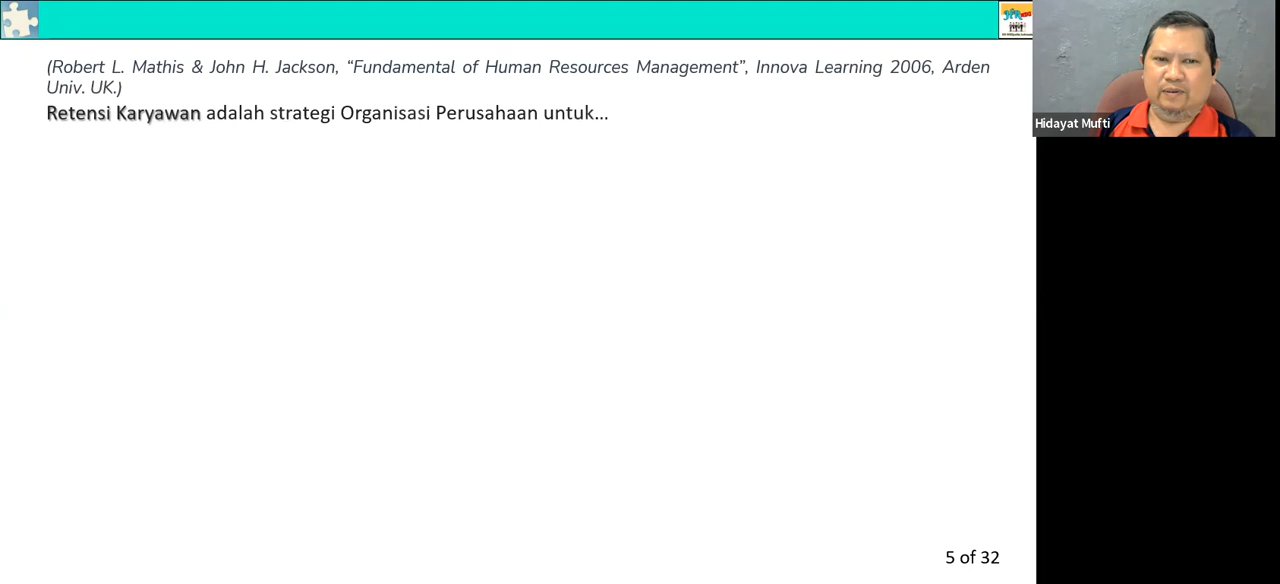 (Robert L. Mathis & John H. Jackson, “Fundamental of Human Resources Management”, Innova Learning 2006, Arden
Univ. UK.)
Retensi Karyawan adalah strategi Organisasi Perusahaan untuk...
Hidayat Mufti
5 of 32